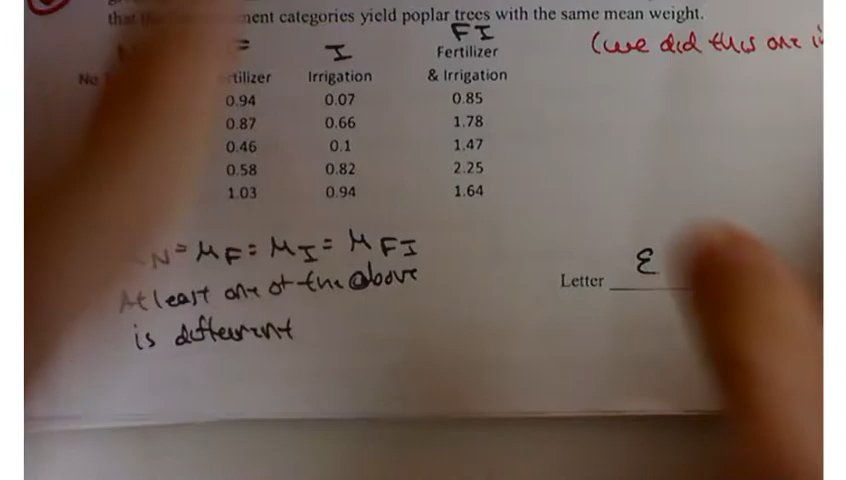 that ment categories yield poplar trees with the same mean weight.
F I FI
(we did this one i
Fertilizer
No rtilizer Irrigation & Irrigation
0.94 0.07 0.85
0.87 0.66 1.78
0.46 0.1 1.47
0.58 0.82 2.25
1.03 0.94 1.64
N = μF = μI = μFI
At least one of the above
is different
Letter E